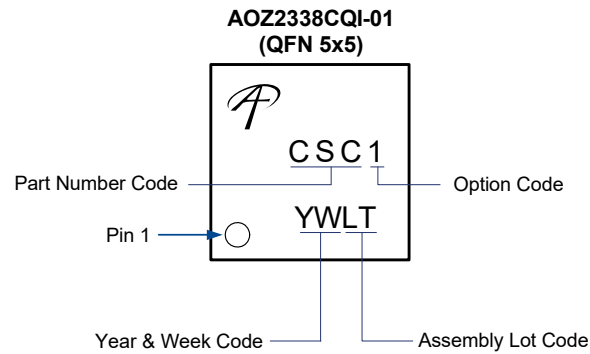 AOZ2338CQI-01
(QFN 5x5)
CSC1
Part Number Code
Option Code
YWLT
Pin 1
Year & Week Code
Assembly Lot Code